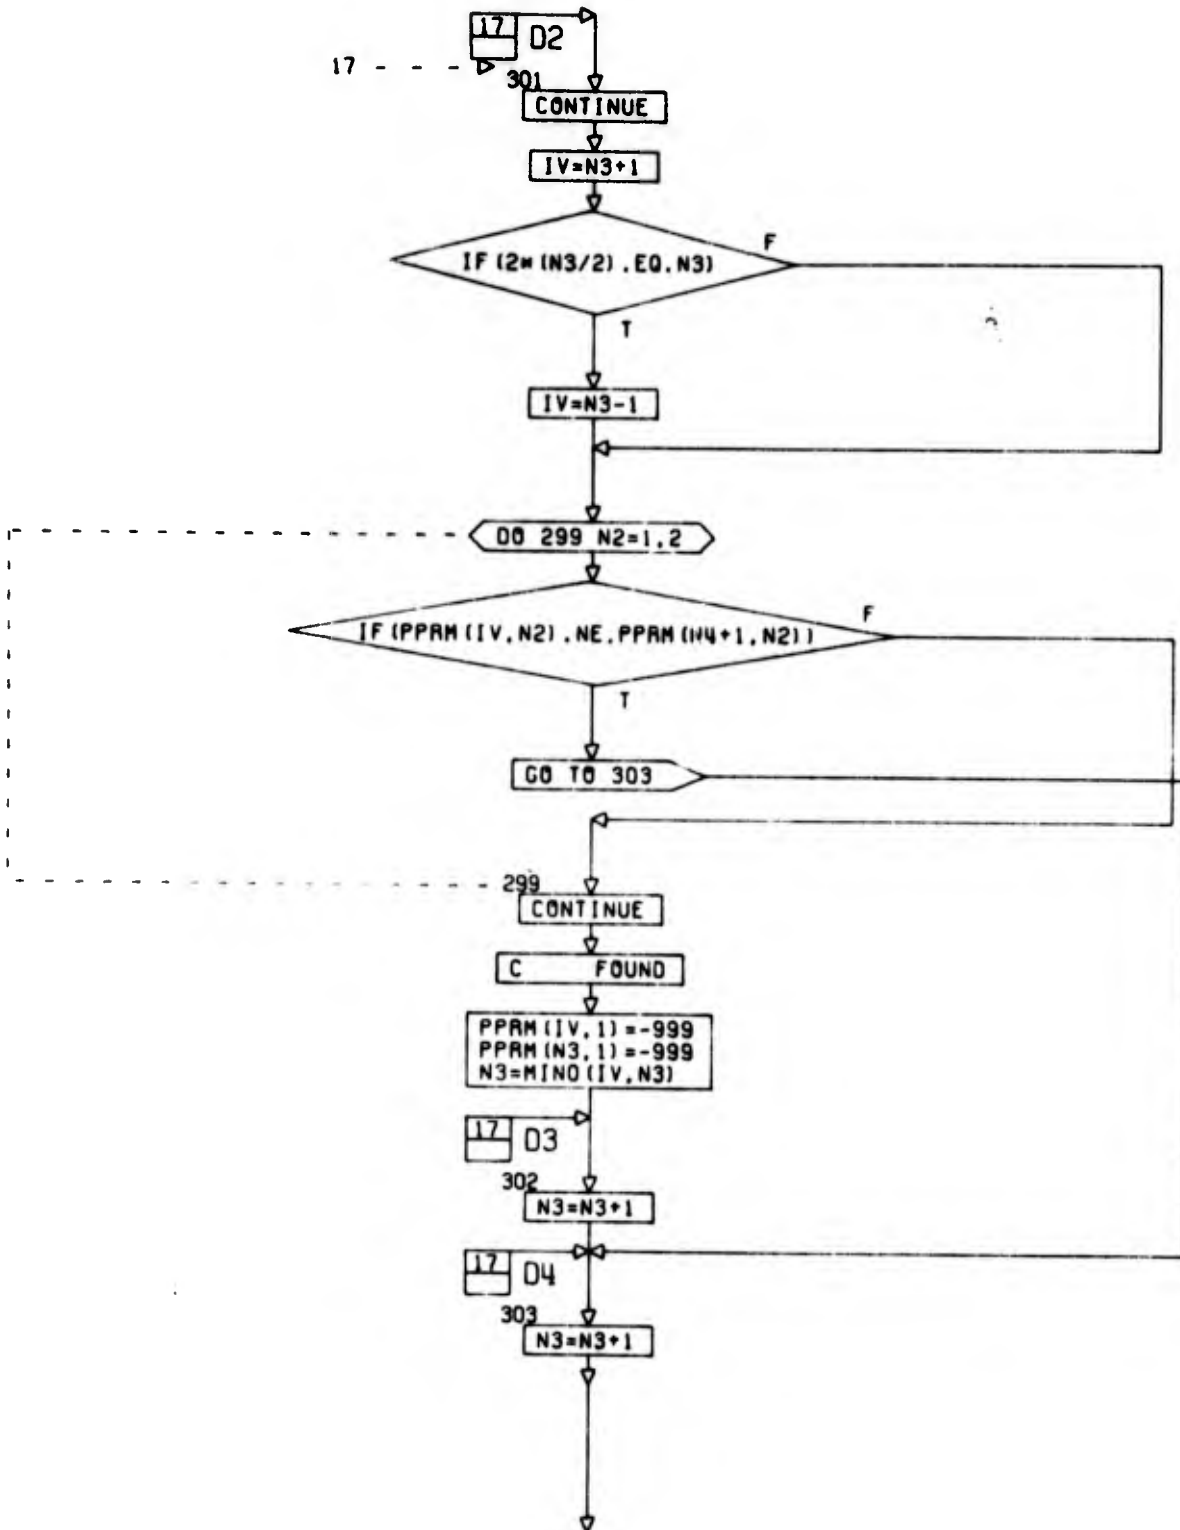 17
D2
17
301
CONTINUE
IV=N3+1
F
IF(2*(N3/2).EQ.N3)
T
IV=N3-1
DO 299 N2=1,2
F
IF(PPRM(IV,N2).NE.PPRM(N4+1,N2))
T
GO TO 303
299
CONTINUE
C FOUND
PPRM(IV,1)=-999
PPRM(N3,1)=-999
N3=MINO(IV,N3)
17
D3
302
N3=N3+1
17
D4
303
N3=N3+1